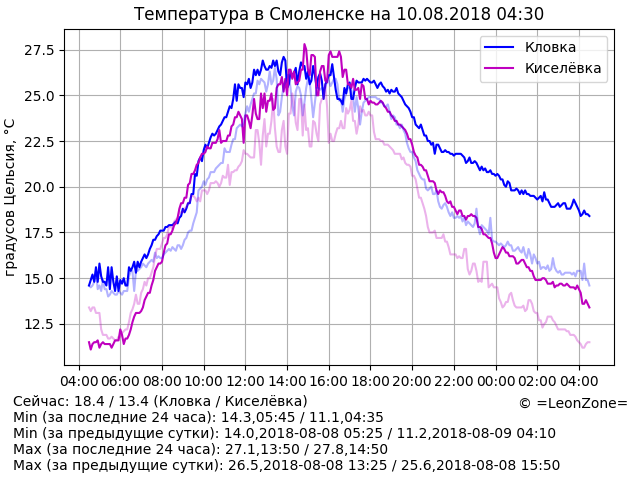 Температура в Смоленске на 10.08.2018 04:30
градусов Цельсия, °C
27.5
25.0
22.5
20.0
17.5
15.0
12.5
Кловка
Киселёвка
04:00 06:00 08:00 10:00 12:00 14:00 16:00 18:00 20:00 22:00 00:00 02:00 04:00
Сейчас: 18.4 / 13.4 (Кловка / Киселёвка)
© =LeonZone=
Min (за последние 24 часа): 14.3,05:45 / 11.1,04:35
Min (за предыдущие сутки): 14.0,2018-08-08 05:25 / 11.2,2018-08-09 04:10
Max (за последние 24 часа): 27.1,13:50 / 27.8,14:50
Max (за предыдущие сутки): 26.5,2018-08-08 13:25 / 25.6,2018-08-08 15:50